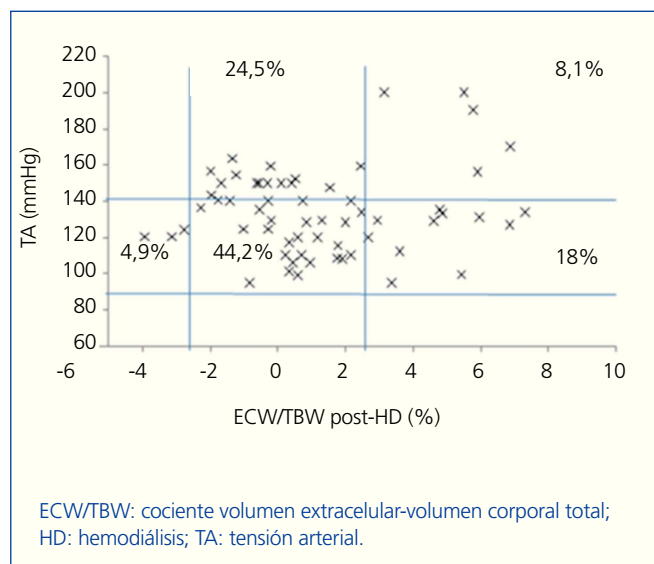 220
200
180
160
140
120
100
80
60
TA (mmHg)
24,5%
8,1%
4,9%
44,2%
18%
-6 -4 -2 0 2 4 6 8 10
ECW/TBW post-HD (%)
ECW/TBW: cociente volumen extracelular-volumen corporal total;
HD: hemodiálisis; TA: tensión arterial.